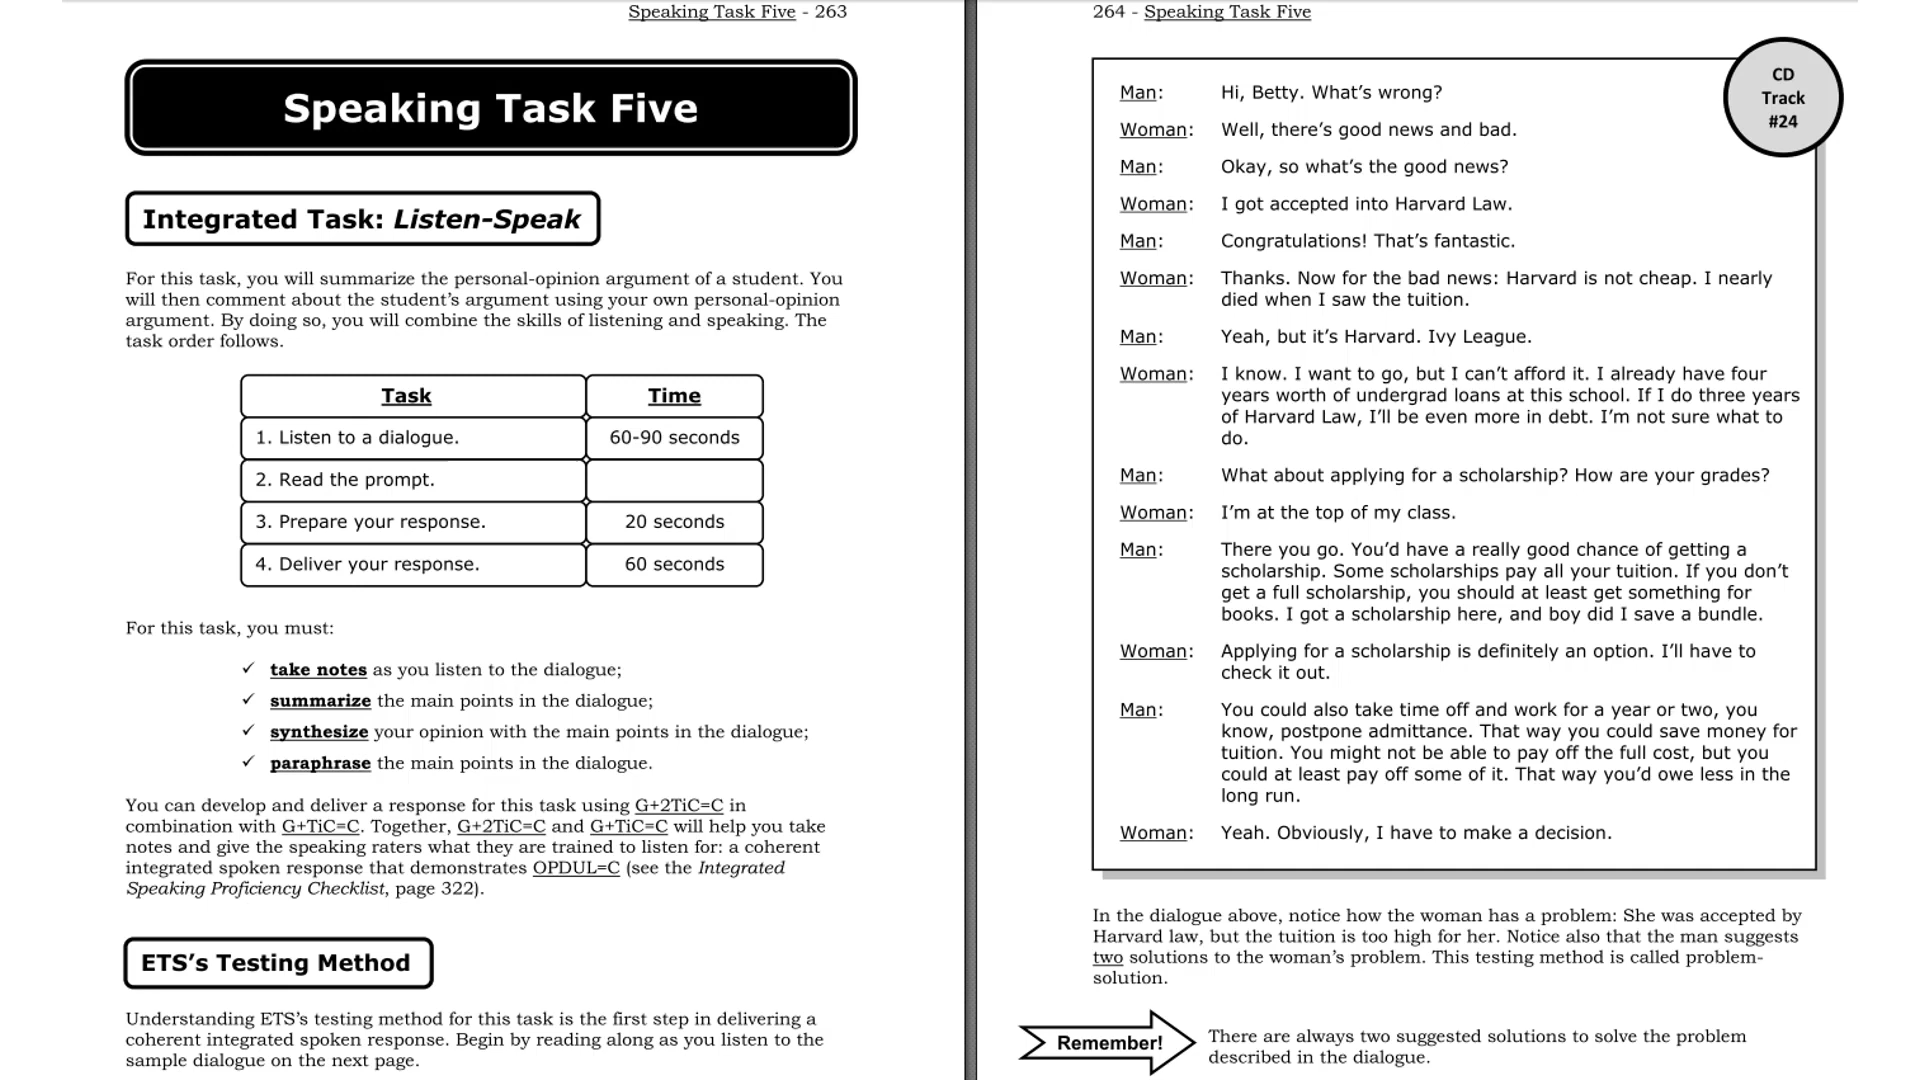 Speaking Task Five - 263
Speaking Task Five
Integrated Task: Listen-Speak
For this task, you will summarize the personal-opinion argument of a student. You
will then comment about the student’s argument using your own personal-opinion
argument. By doing so, you will combine the skills of listening and speaking. The
task order follows.
Task Time
1. Listen to a dialogue. 60-90 seconds
2. Read the prompt.
3. Prepare your response. 20 seconds
4. Deliver your response. 60 seconds
For this task, you must:
✓ take notes as you listen to the dialogue;
✓ summarize the main points in the dialogue;
✓ synthesize your opinion with the main points in the dialogue;
✓ paraphrase the main points in the dialogue.
You can develop and deliver a response for this task using G+2TiC=C in
combination with G+TiC=C. Together, G+2TiC=C and G+TiC=C will help you take
notes and give the speaking raters what they are trained to listen for: a coherent
integrated spoken response that demonstrates OPDUL=C (see the Integrated
Speaking Proficiency Checklist, page 322).
ETS’s Testing Method
Understanding ETS’s testing method for this task is the first step in delivering a
coherent integrated spoken response. Begin by reading along as you listen to the
sample dialogue on the next page.
264 - Speaking Task Five
CD
Track
#24
Man: Hi, Betty. What’s wrong?
Woman: Well, there’s good news and bad.
Man: Okay, so what’s the good news?
Woman: I got accepted into Harvard Law.
Man: Congratulations! That’s fantastic.
Woman: Thanks. Now for the bad news: Harvard is not cheap. I nearly
died when I saw the tuition.
Man: Yeah, but it’s Harvard. Ivy League.
Woman: I know. I want to go, but I can’t afford it. I already have four
years worth of undergrad loans at this school. If I do three years
of Harvard Law, I’ll be even more in debt. I’m not sure what to
do.
Man: What about applying for a scholarship? How are your grades?
Woman: I’m at the top of my class.
Man: There you go. You’d have a really good chance of getting a
scholarship. Some scholarships pay all your tuition. If you don’t
get a full scholarship, you should at least get something for
books. I got a scholarship here, and boy did I save a bundle.
Woman: Applying for a scholarship is definitely an option. I’ll have to
check it out.
Man: You could also take time off and work for a year or two, you
know, postpone admittance. That way you could save money for
tuition. You might not be able to pay off the full cost, but you
could at least pay off some of it. That way you’d owe less in the
long run.
Woman: Yeah. Obviously, I have to make a decision.
In the dialogue above, notice how the woman has a problem: She was accepted by
Harvard law, but the tuition is too high for her. Notice also that the man suggests
two solutions to the woman’s problem. This testing method is called problem-
solution.
Remember! There are always two suggested solutions to solve the problem
described in the dialogue.